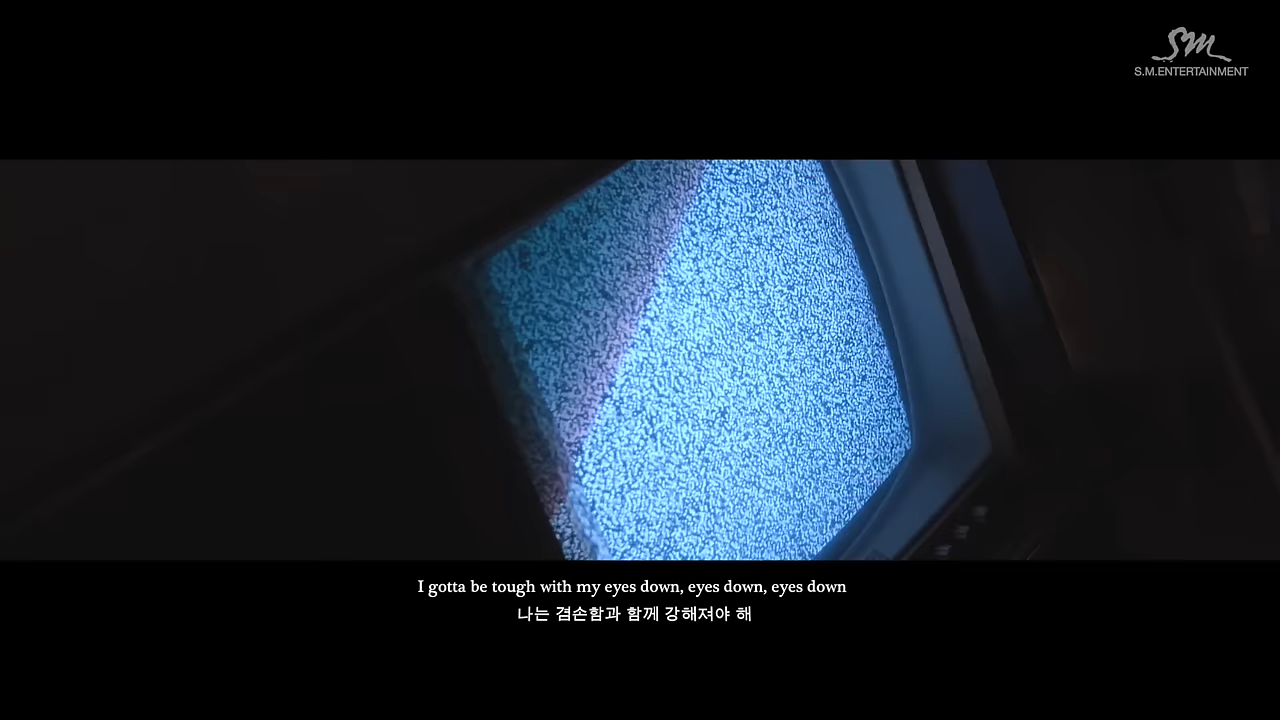 SM
S.M.ENTERTAINMENT
I gotta be tough with my eyes down, eyes down, eyes down
나는 겸손함과 함께 강해져야 해